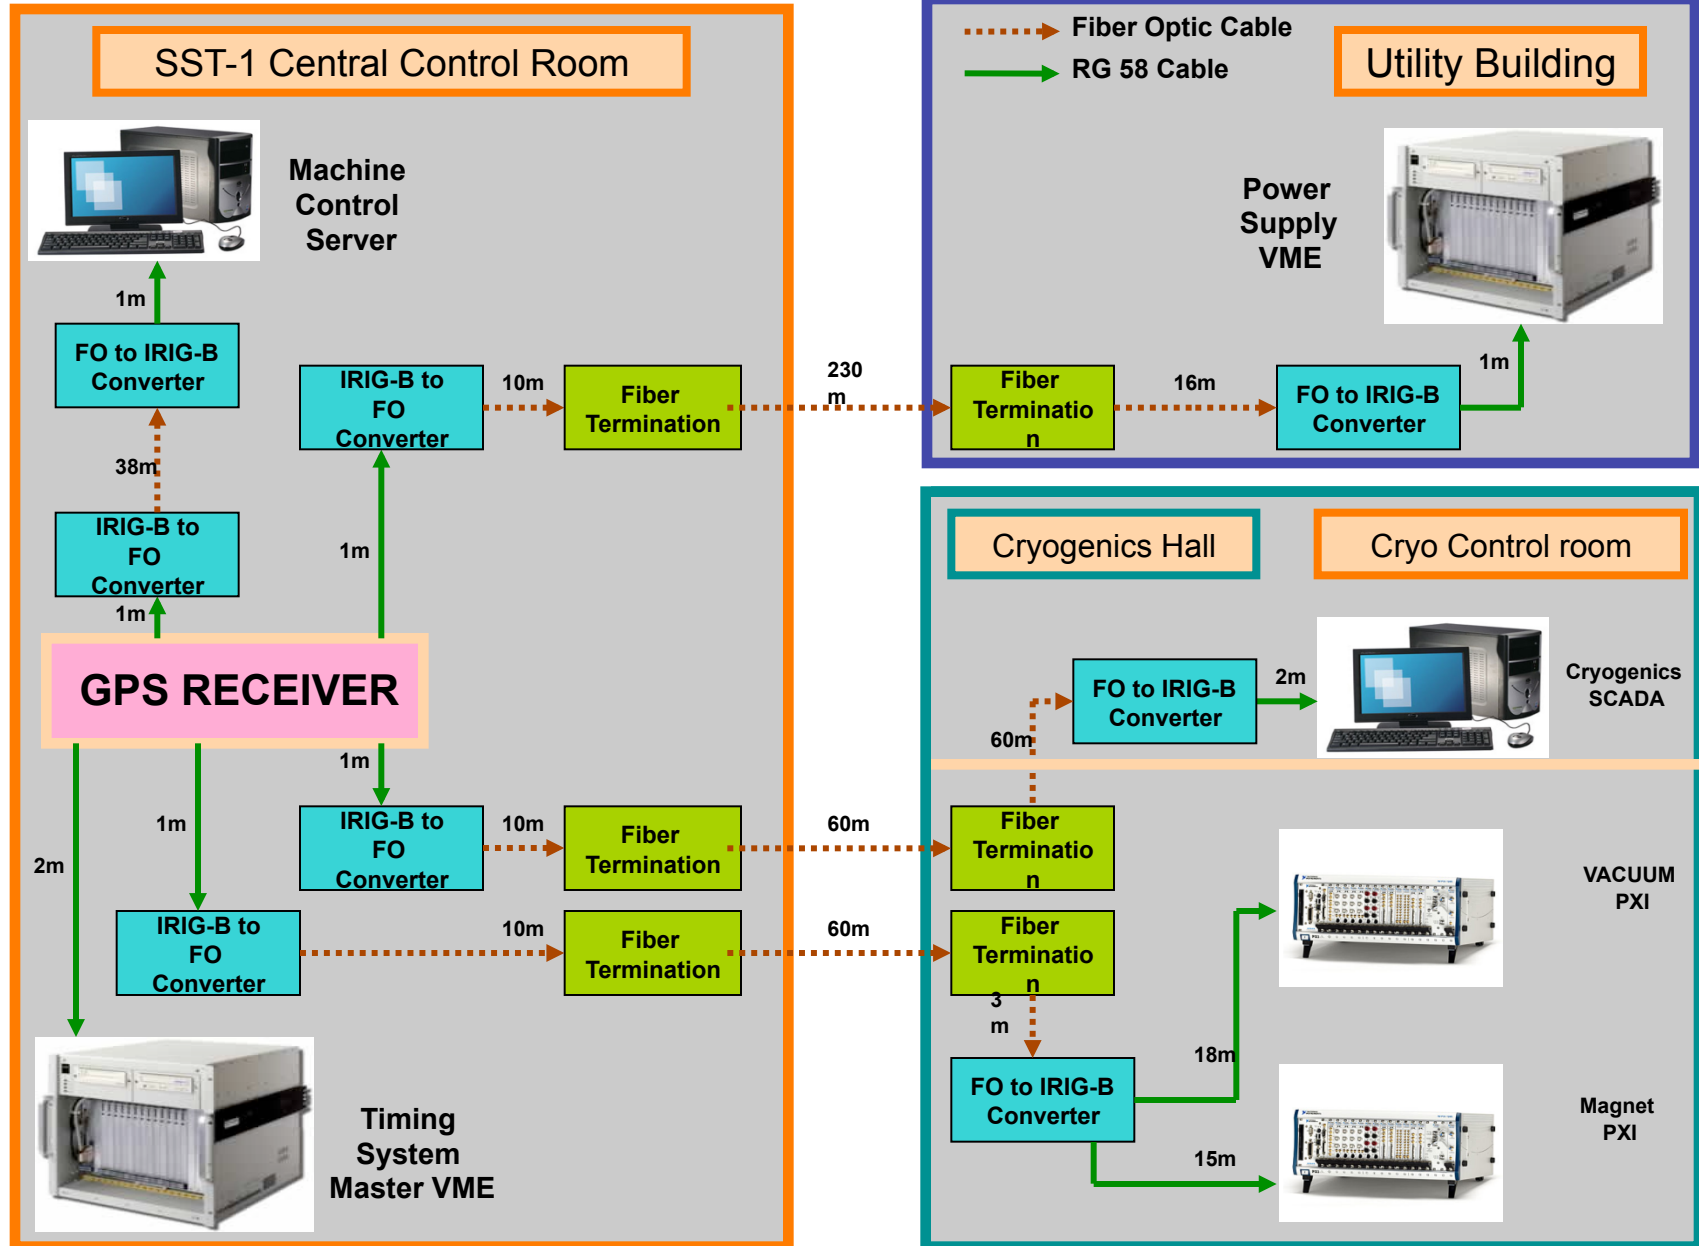 SST-1 Central Control Room
Machine
Control
Server
1m
FO to IRIG-B
Converter
38m
IRIG-B to
FO
Converter
1m
GPS RECEIVER
IRIG-B to
FO
Converter
1m
10m
Fiber
Termination
230
m
1m
IRIG-B to
FO
Converter
10m
Fiber
Termination
60m
1m
2m
IRIG-B to
FO
Converter
10m
Fiber
Termination
60m
Timing
System
Master VME
Fiber Optic Cable
RG 58 Cable
Utility Building
Power
Supply
VME
Fiber
Terminatio
n
16m
FO to IRIG-B
Converter
1m
Cryogenics Hall
Cryo Control room
FO to IRIG-B
Converter
2m
Cryogenics
SCADA
60m
Fiber
Terminatio
n
VACUUM
PXI
Fiber
Terminatio
n
3
m
18m
FO to IRIG-B
Converter
15m
Magnet
PXI